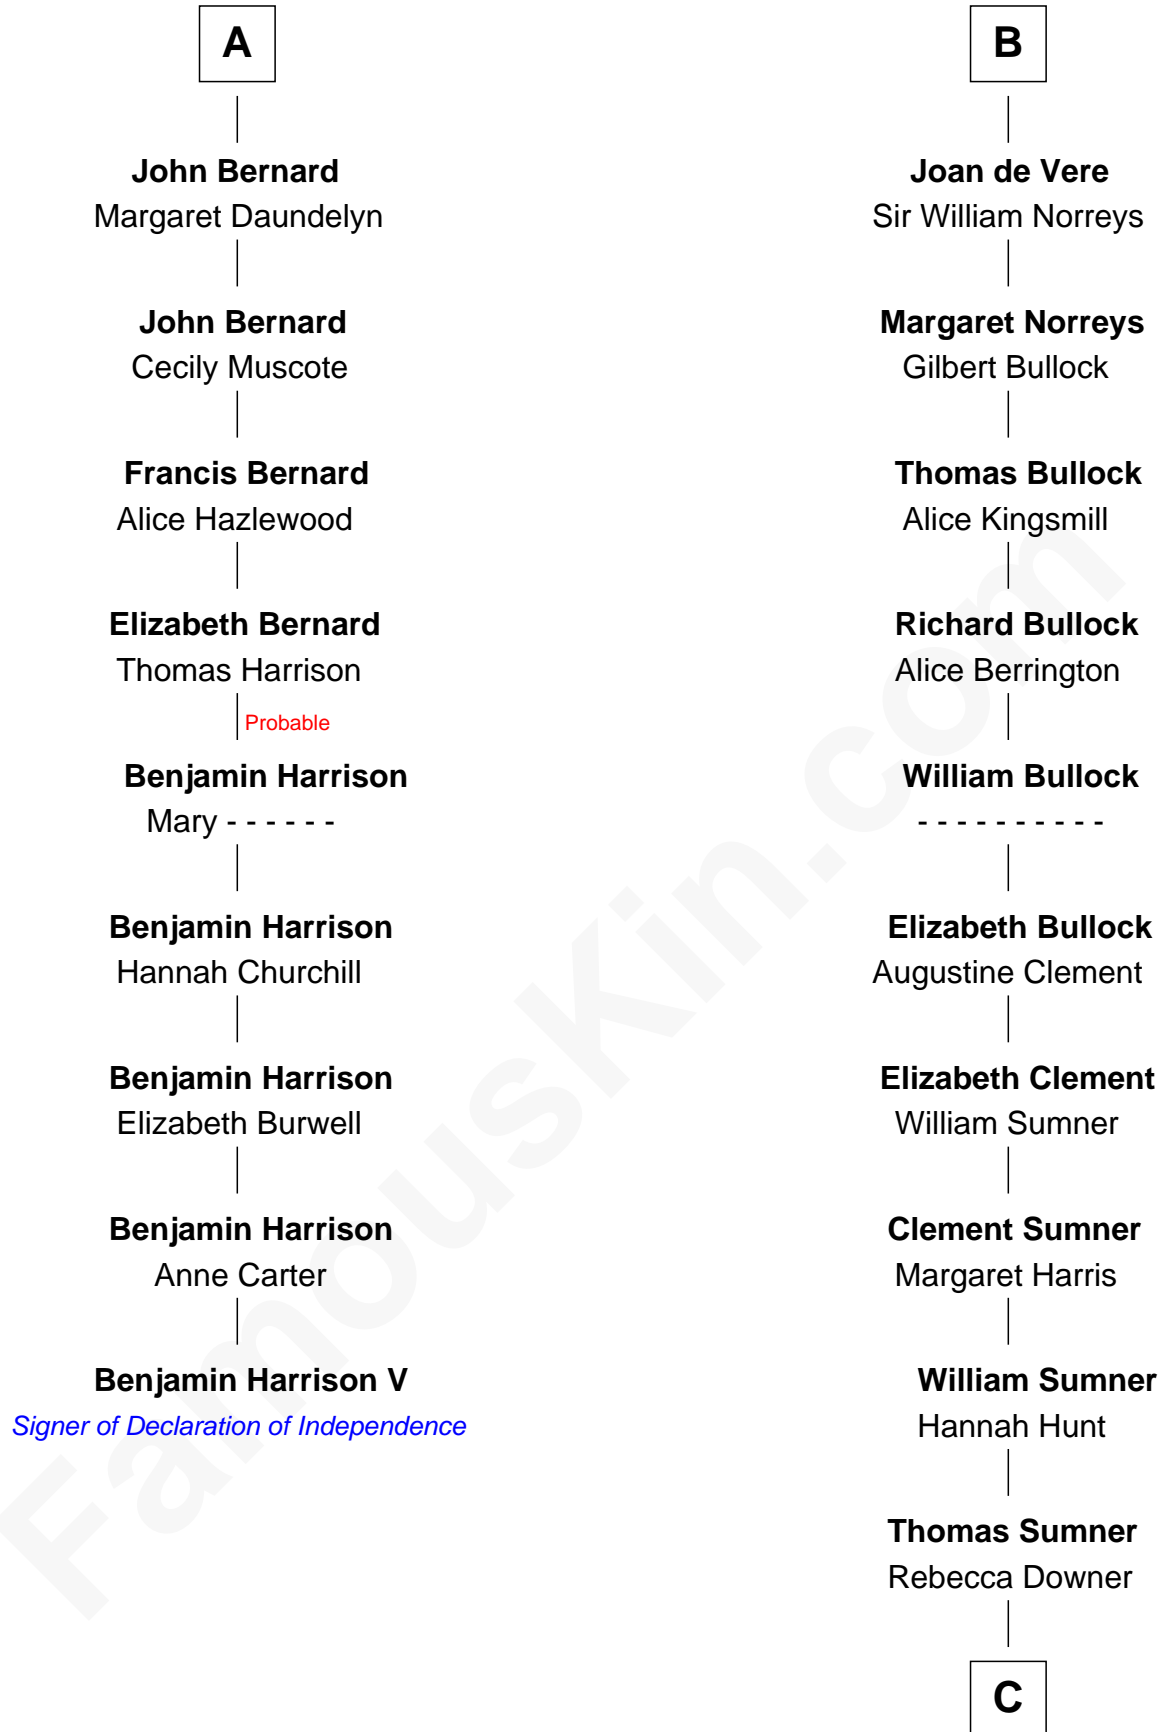 A
John Bernard
Margaret Daundelyn
John Bernard
Cecily Muscote
Francis Bernard
Alice Hazlewood
Elizabeth Bernard
Thomas Harrison
Probable
Benjamin Harrison
Mary - - - - - -
Benjamin Harrison
Hannah Churchill
Benjamin Harrison
Elizabeth Burwell
Benjamin Harrison
Anne Carter
Benjamin Harrison V
Signer of Declaration of Independence
B
Joan de Vere
Sir William Norreys
Margaret Norreys
Gilbert Bullock
Thomas Bullock
Alice Kingsmill
Richard Bullock
Alice Berrington
William Bullock
- - - - - - - - - -
Elizabeth Bullock
Augustine Clement
Elizabeth Clement
William Sumner
Clement Sumner
Margaret Harris
William Sumner
Hannah Hunt
Thomas Sumner
Rebecca Downer
C
FamousKin.com